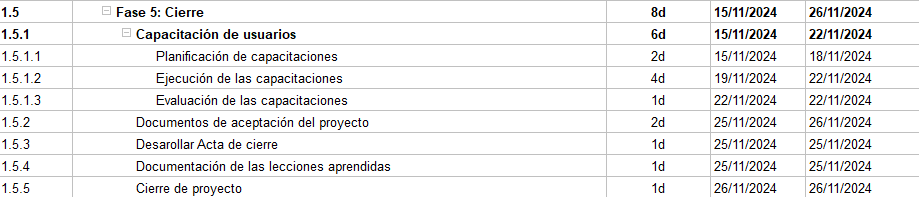 1.5 Fase 5: Cierre 8d 15/11/2024 26/11/2024
1.5.1 Capacitación de usuarios 6d 15/11/2024 22/11/2024
1.5.1.1 Planificación de capacitaciones 2d 15/11/2024 18/11/2024
1.5.1.2 Ejecución de las capacitaciones 4d 19/11/2024 22/11/2024
1.5.1.3 Evaluación de las capacitaciones 1d 22/11/2024 22/11/2024
1.5.2 Documentos de aceptación del proyecto 2d 25/11/2024 26/11/2024
1.5.3 Desarollar Acta de cierre 1d 25/11/2024 25/11/2024
1.5.4 Documentación de las lecciones aprendidas 1d 25/11/2024 25/11/2024
1.5.5 Cierre de proyecto 1d 26/11/2024 26/11/2024